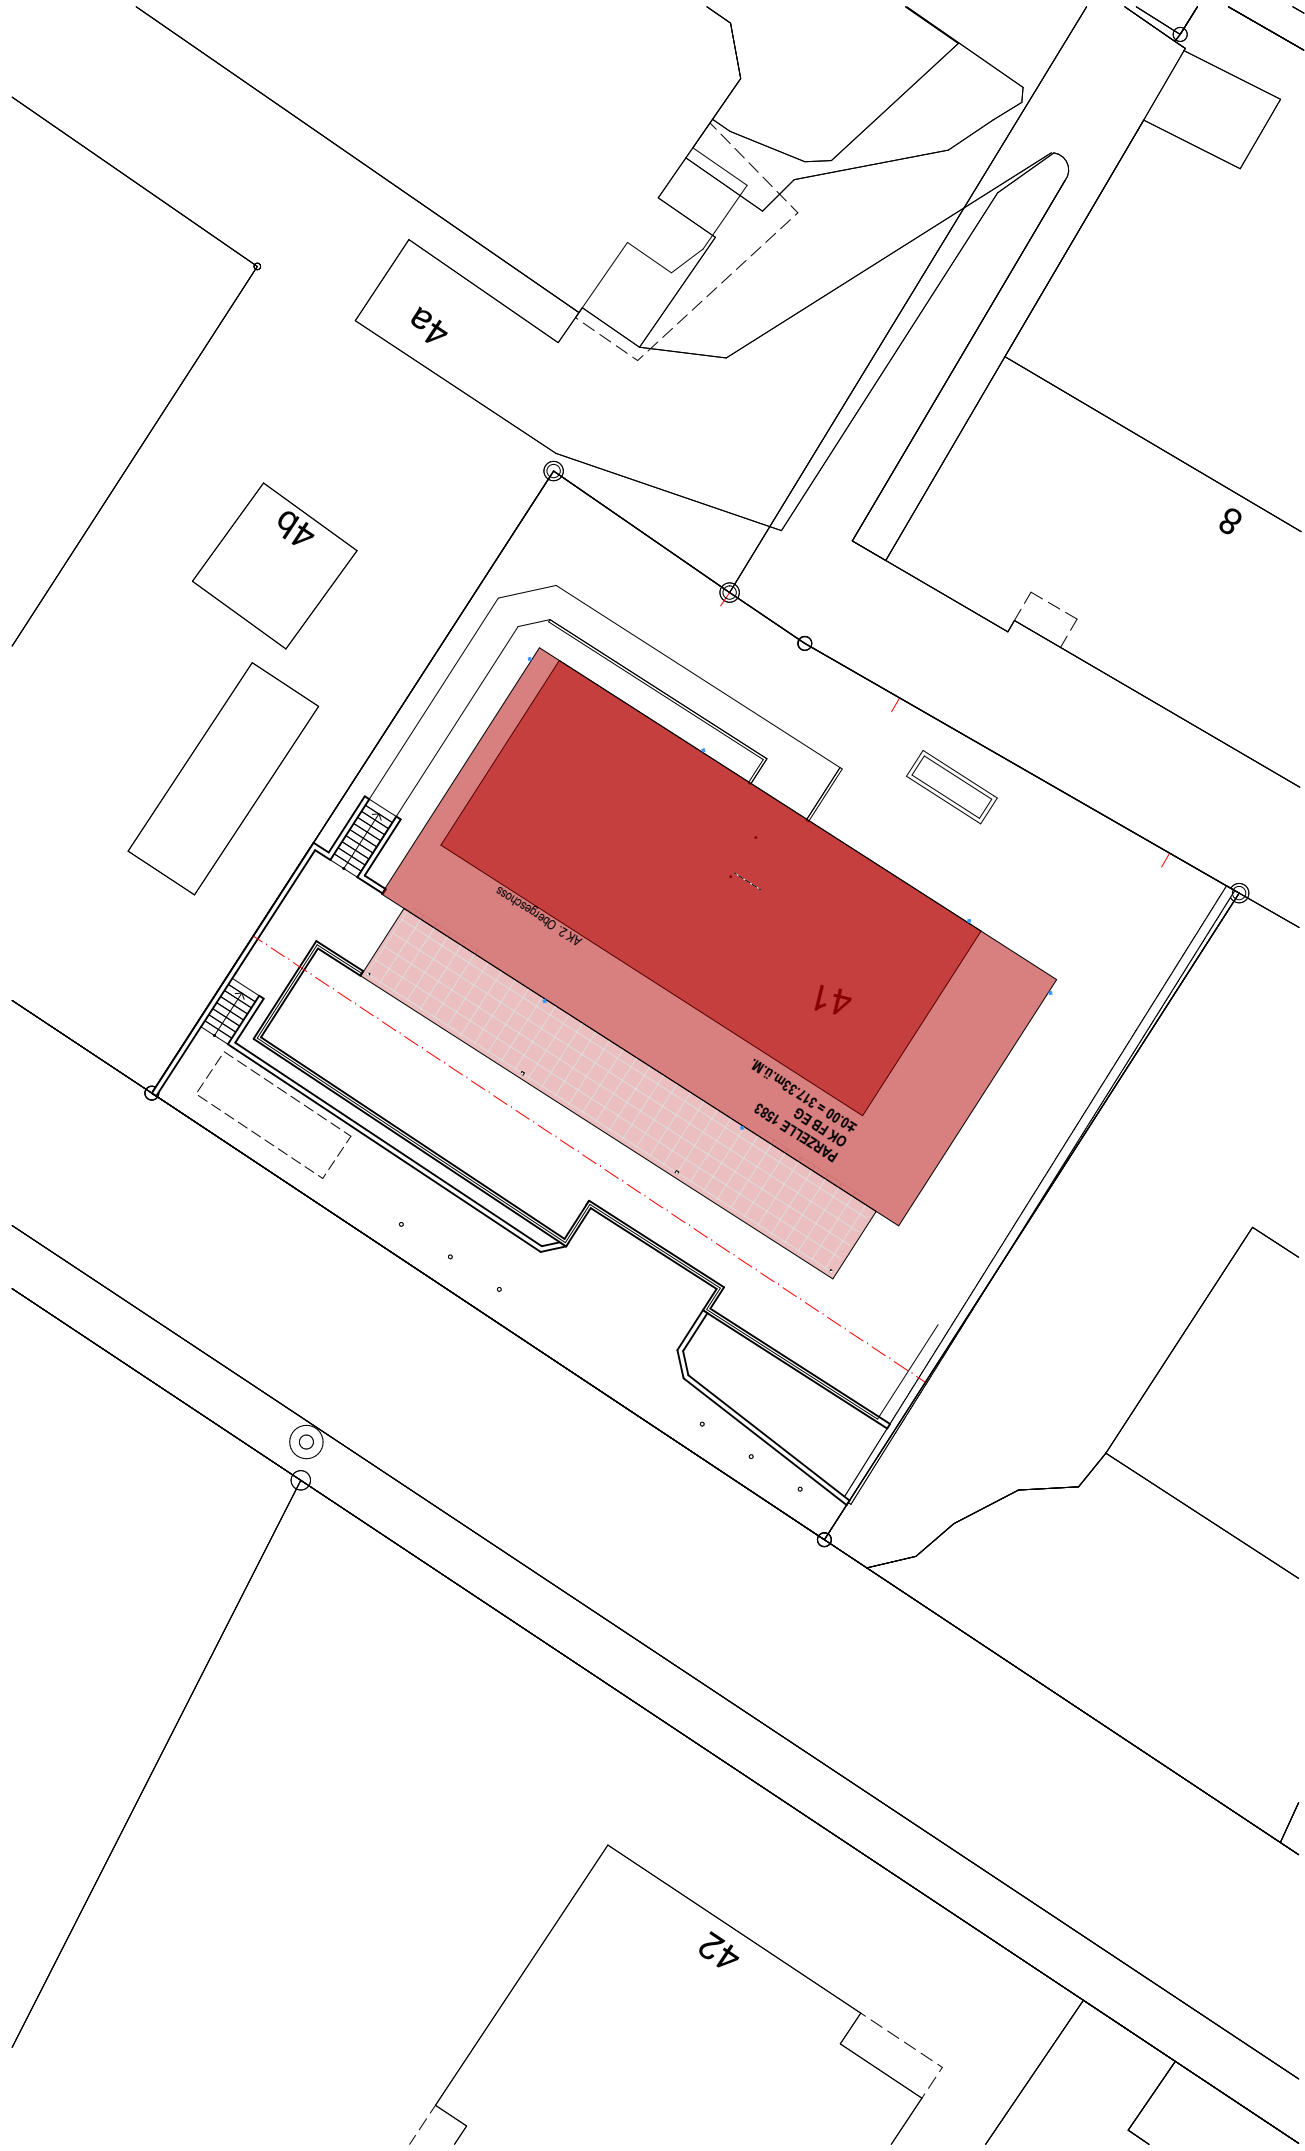 4a
4b
8
AK 2. Obergeschoss
41
PARZELLE 1583
OK FB EG
±0.00 = 317.33m.ü.M.
42